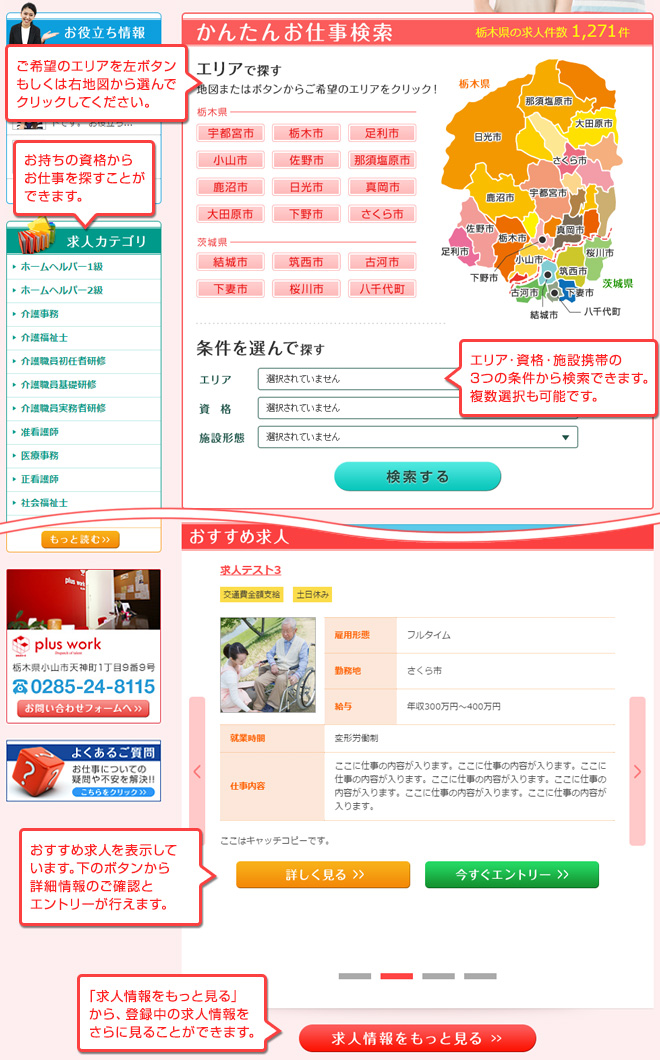 お役立ち情報
ご希望のエリアを左ボタン
もしくは右地図から選んで
クリックしてください。
お持ちの資格から
お仕事を探すことが
できます。
求人カテゴリ
ホームヘルパー1級
ホームヘルパー2級
介護事務
介護福祉士
介護職員初任者研修
介護職員基礎研修
介護職員実務者研修
准看護師
医療事務
正看護師
社会福祉士
もっと読む>>
plus work
plus work
栃木県小山市天神町1丁目9番9号
0285-24-8115
お問い合わせフォームへ>>
よくあるご質問
お仕事についての
疑問や不安を解決!!
こちらをクリック>>
かんたんお仕事検索
栃木県の求人件数 1,271件
エリアで探す
地図またはボタンからご希望のエリアをクリック！
栃木県
宇都宮市 栃木市 足利市
小山市 佐野市 那須塩原市
鹿沼市 日光市 真岡市
大田原市 下野市 さくら市
茨城県
結城市 筑西市 古河市
下妻市 桜川市 八千代町
栃木県
那須塩原市
大田原市
日光市
さくら市
宇都宮市
鹿沼市
佐野市
栃木市
真岡市
足利市
小山市
桜川市
下野市
筑西市
茨城県
古河市
下妻市
結城市
八千代町
条件を選んで探す
エリア 選択されていません
資格 選択されていません
施設形態 選択されていません
エリア・資格・施設携帯の
3つの条件から検索できます。
複数選択も可能です。
検索する
おすすめ求人
求人テスト3
交通費全額支給 土日休み
雇用形態 フルタイム
勤務地 さくら市
給与 年収300万円～400万円
就業時間 変形労働制
仕事内容
ここに仕事の内容が入ります。ここに仕事の内容が入ります。ここに
仕事の内容が入ります。ここに仕事の内容が入ります。ここに仕事の
内容が入ります。ここに仕事の内容が入ります。ここに仕事の内容が
入ります。
ここはキャッチコピーです。
詳しく見る >>
今すぐエントリー >>
おすすめ求人を表示して
います。下のボタンから
詳細情報のご確認と
エントリーが行えます。
「求人情報をもっと見る」
から、登録中の求人情報を
さらに見ることができます。
求人情報をもっと見る >>